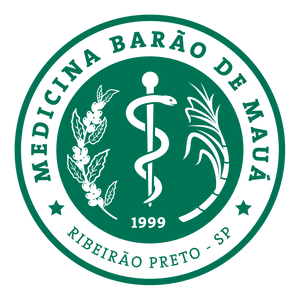 MEDICINA BARÃO DE MAUÁ
1999
RIBEIRÃO PRETO - SP